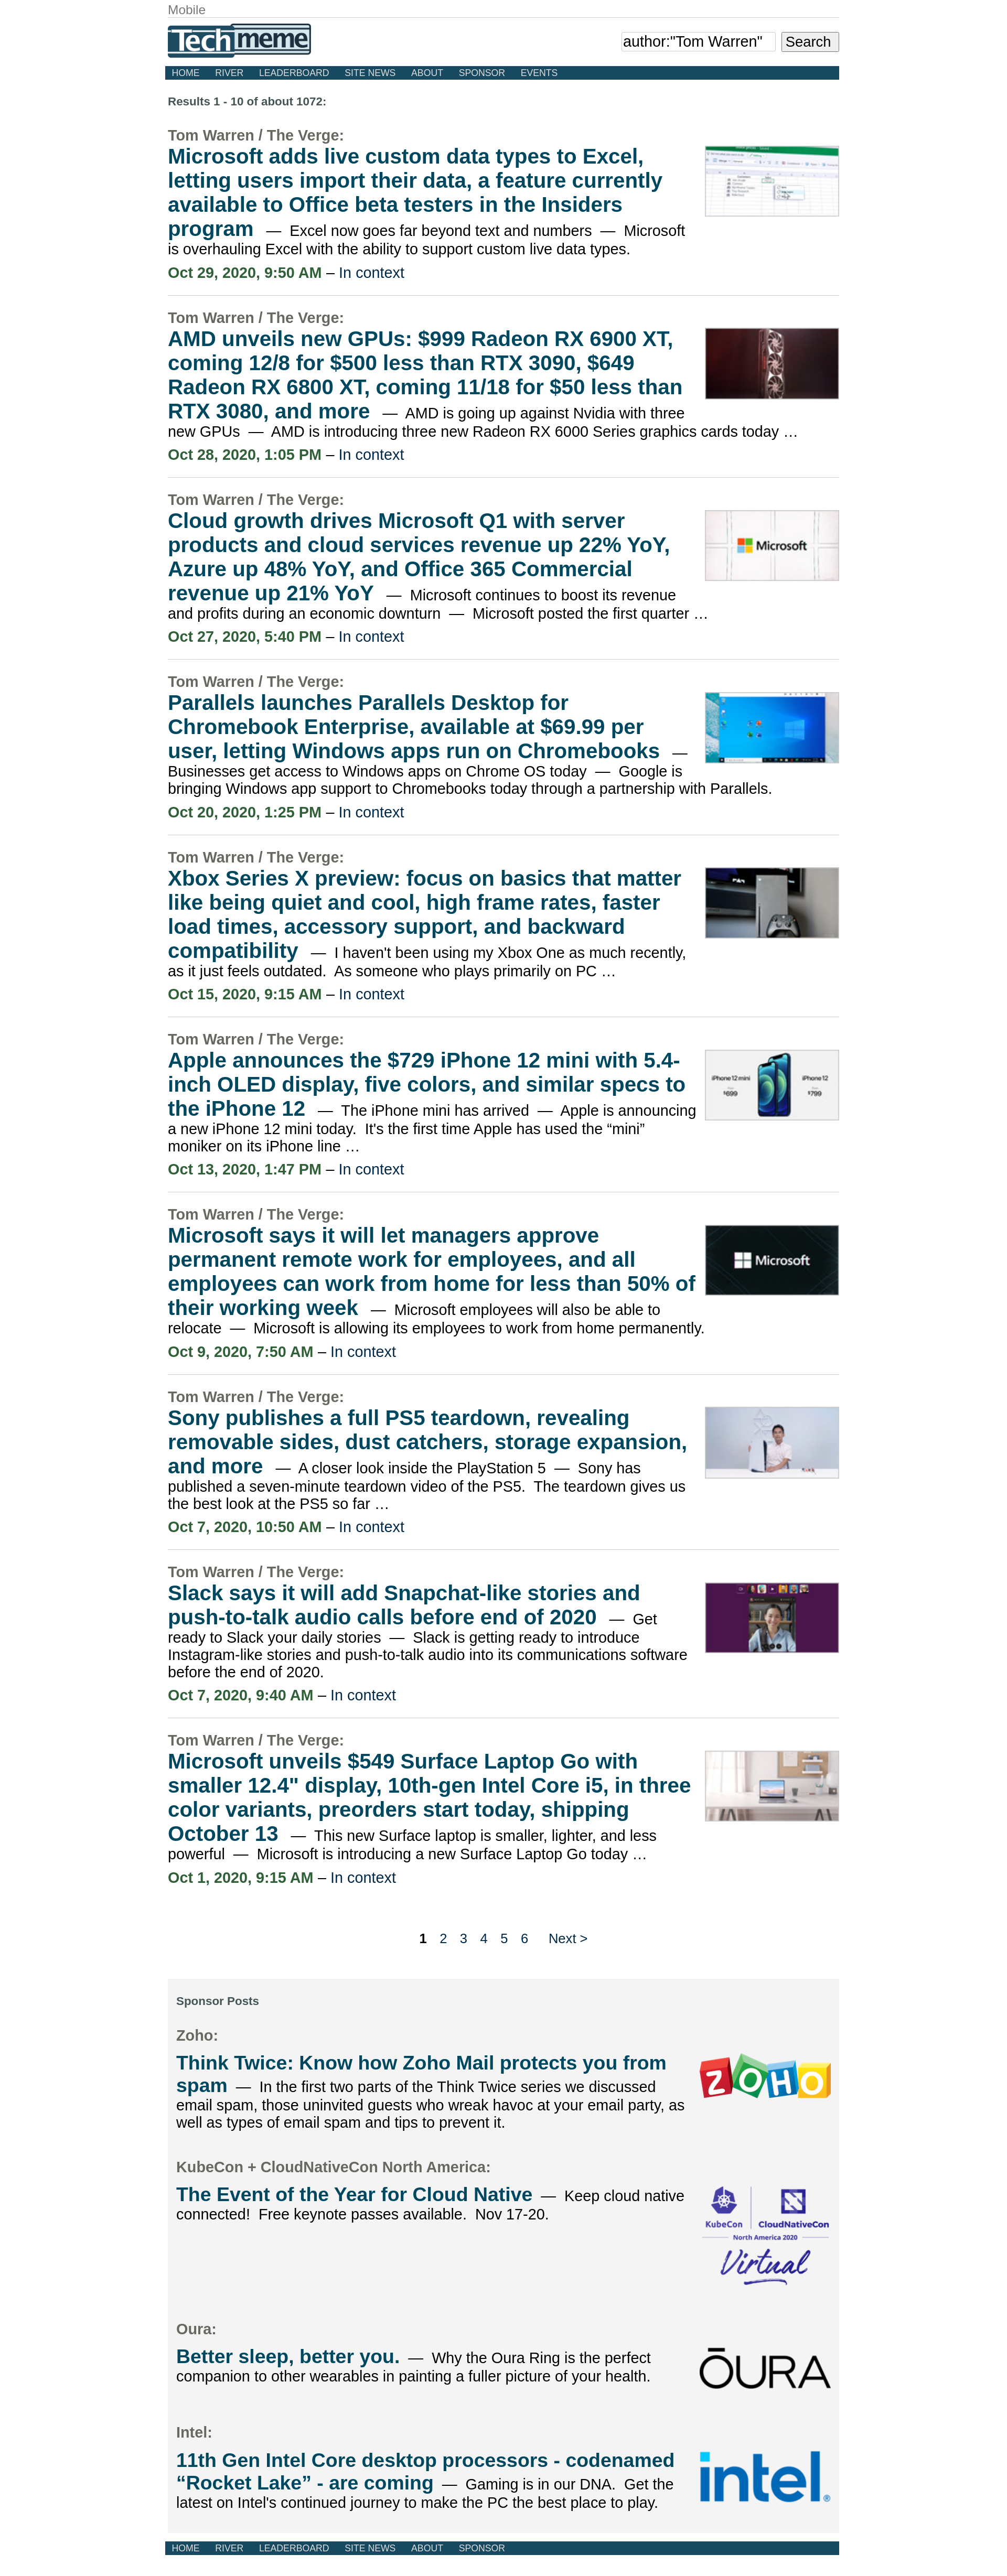 Mobile
Techmeme
author:"Tom Warren"
Search
HOME RIVER LEADERBOARD SITE NEWS ABOUT SPONSOR EVENTS
Results 1 - 10 of about 1072:
Tom Warren / The Verge:
Microsoft adds live custom data types to Excel,
letting users import their data, a feature currently
available to Office beta testers in the Insiders
program — Excel now goes far beyond text and numbers — Microsoft
is overhauling Excel with the ability to support custom live data types.
Oct 29, 2020, 9:50 AM – In context
Tom Warren / The Verge:
AMD unveils new GPUs: $999 Radeon RX 6900 XT,
coming 12/8 for $500 less than RTX 3090, $649
Radeon RX 6800 XT, coming 11/18 for $50 less than
RTX 3080, and more — AMD is going up against Nvidia with three
new GPUs — AMD is introducing three new Radeon RX 6000 Series graphics cards today …
Oct 28, 2020, 1:05 PM – In context
Tom Warren / The Verge:
Cloud growth drives Microsoft Q1 with server
products and cloud services revenue up 22% YoY,
Azure up 48% YoY, and Office 365 Commercial
revenue up 21% YoY — Microsoft continues to boost its revenue
and profits during an economic downturn — Microsoft posted the first quarter …
Microsoft
Oct 27, 2020, 5:40 PM – In context
Tom Warren / The Verge:
Parallels launches Parallels Desktop for
Chromebook Enterprise, available at $69.99 per
user, letting Windows apps run on Chromebooks —
Businesses get access to Windows apps on Chrome OS today — Google is
bringing Windows app support to Chromebooks today through a partnership with Parallels.
Oct 20, 2020, 1:25 PM – In context
Tom Warren / The Verge:
Xbox Series X preview: focus on basics that matter
like being quiet and cool, high frame rates, faster
load times, accessory support, and backward
compatibility — I haven't been using my Xbox One as much recently,
as it just feels outdated. As someone who plays primarily on PC …
Oct 15, 2020, 9:15 AM – In context
Tom Warren / The Verge:
Apple announces the $729 iPhone 12 mini with 5.4-
inch OLED display, five colors, and similar specs to
the iPhone 12 — The iPhone mini has arrived — Apple is announcing
a new iPhone 12 mini today. It's the first time Apple has used the “mini”
moniker on its iPhone line …
iPhone 12 mini iPhone 12
$699 $799
Oct 13, 2020, 1:47 PM – In context
Tom Warren / The Verge:
Microsoft says it will let managers approve
permanent remote work for employees, and all
employees can work from home for less than 50% of
their working week — Microsoft employees will also be able to
relocate — Microsoft is allowing its employees to work from home permanently.
Microsoft
Oct 9, 2020, 7:50 AM – In context
Tom Warren / The Verge:
Sony publishes a full PS5 teardown, revealing
removable sides, dust catchers, storage expansion,
and more — A closer look inside the PlayStation 5 — Sony has
published a seven-minute teardown video of the PS5. The teardown gives us
the best look at the PS5 so far …
Oct 7, 2020, 10:50 AM – In context
Tom Warren / The Verge:
Slack says it will add Snapchat-like stories and
push-to-talk audio calls before end of 2020 — Get
ready to Slack your daily stories — Slack is getting ready to introduce
Instagram-like stories and push-to-talk audio into its communications software
before the end of 2020.
Oct 7, 2020, 9:40 AM – In context
Tom Warren / The Verge:
Microsoft unveils $549 Surface Laptop Go with
smaller 12.4" display, 10th-gen Intel Core i5, in three
color variants, preorders start today, shipping
October 13 — This new Surface laptop is smaller, lighter, and less
powerful — Microsoft is introducing a new Surface Laptop Go today …
Oct 1, 2020, 9:15 AM – In context
1 2 3 4 5 6 Next >
Sponsor Posts
Zoho:
Think Twice: Know how Zoho Mail protects you from
spam — In the first two parts of the Think Twice series we discussed
email spam, those uninvited guests who wreak havoc at your email party, as
well as types of email spam and tips to prevent it.
ZOHO
KubeCon + CloudNativeCon North America:
The Event of the Year for Cloud Native — Keep cloud native
connected! Free keynote passes available. Nov 17-20.
KubeCon CloudNativeCon
North America 2020
Virtual
Oura:
Better sleep, better you. — Why the Oura Ring is the perfect
companion to other wearables in painting a fuller picture of your health.
ŌURA
Intel:
11th Gen Intel Core desktop processors - codenamed
“Rocket Lake” - are coming — Gaming is in our DNA. Get the
latest on Intel's continued journey to make the PC the best place to play.
intel®
HOME RIVER LEADERBOARD SITE NEWS ABOUT SPONSOR